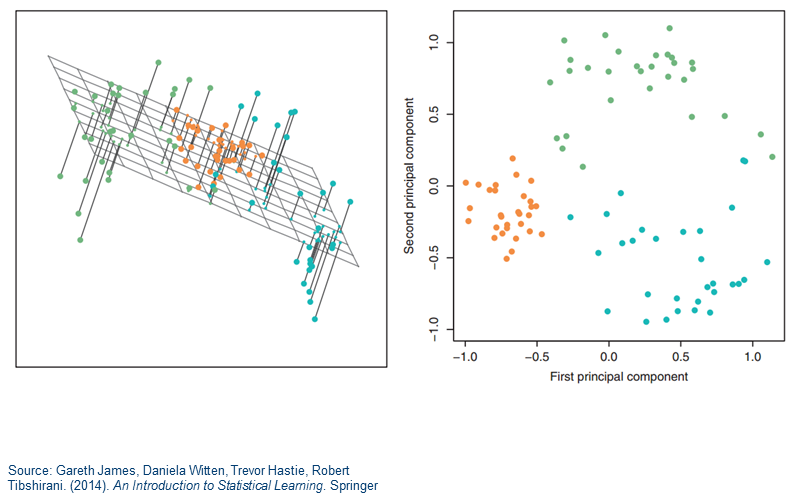 Second principal component
1.0
0.5
0.0
−0.5
−1.0
−1.0
−0.5
0.0
0.5
1.0
First principal component
Source: Gareth James, Daniela Witten, Trevor Hastie, Robert
Tibshirani. (2014). An Introduction to Statistical Learning. Springer